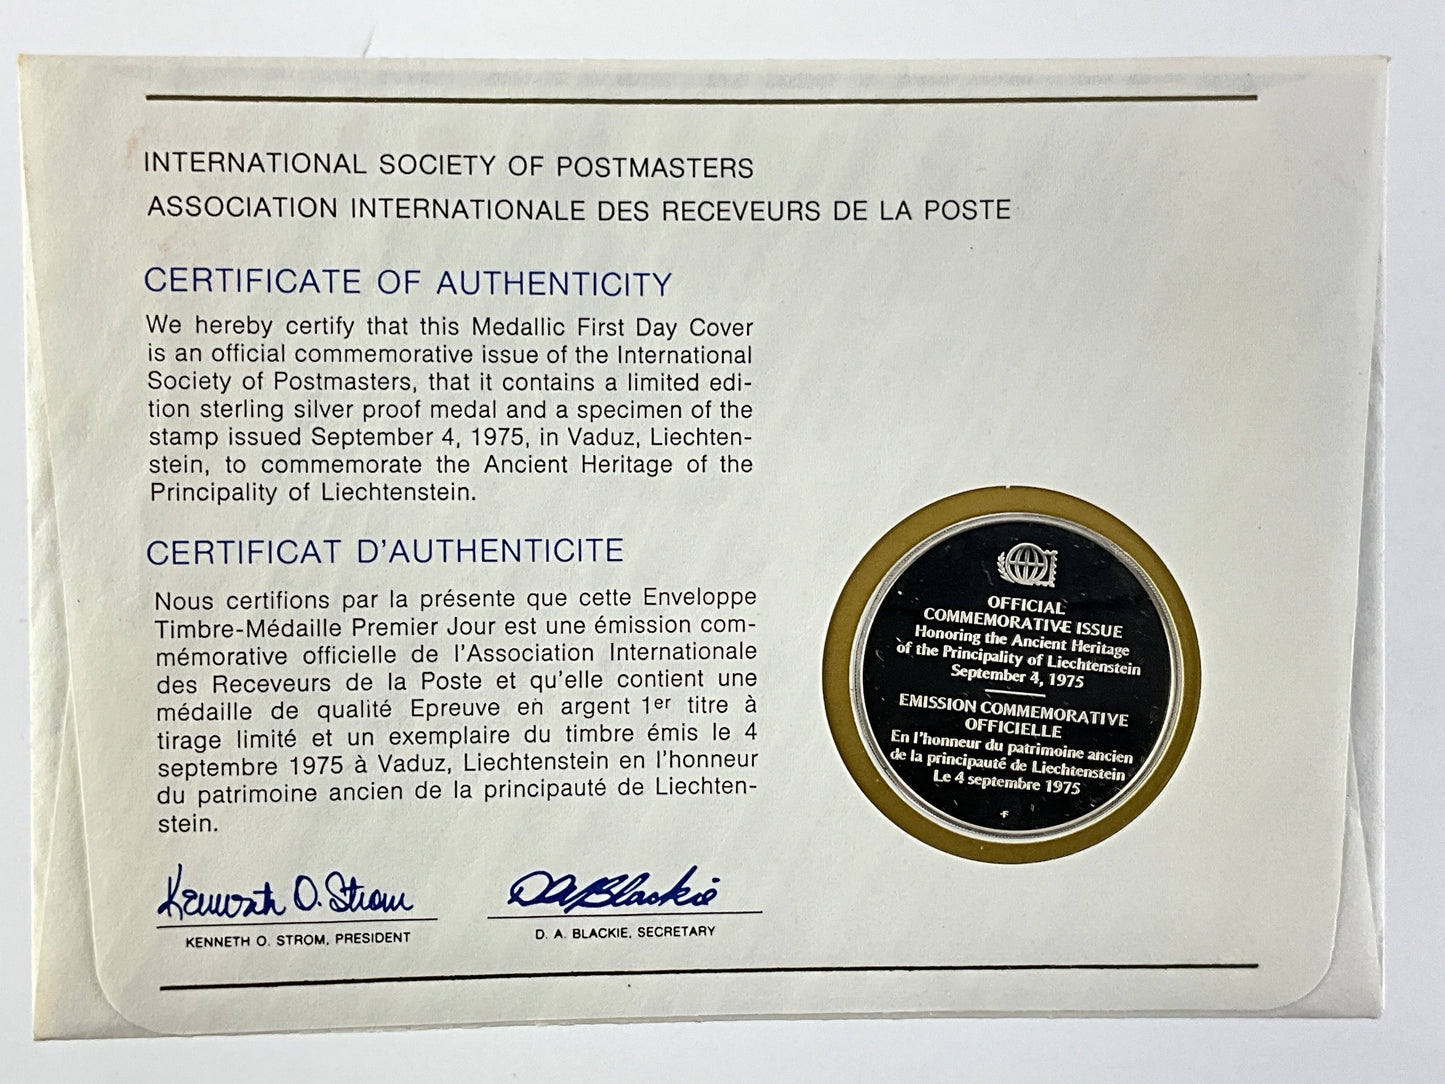 INTERNATIONAL SOCIETY OF POSTMASTERS
ASSOCIATION INTERNATIONALE DES RECEVEURS DE LA POSTE
CERTIFICATE OF AUTHENTICITY
We hereby certify that this Medallic First Day Cover
is an official commemorative issue of the International
Society of Postmasters, that it contains a limited edi-
tion sterling silver proof medal and a specimen of the
stamp issued September 4, 1975, in Vaduz, Liechten-
stein, to commemorate the Ancient Heritage of the
Principality of Liechtenstein.
CERTIFICAT D'AUTHENTICITE
Nous certifions par la présente que cette Enveloppe
Timbre-Médaille Premier Jour est une émission com-
mémorative officielle de l'Association Internationale
des Receveurs de la Poste et qu'elle contient une
médaille de qualité Epreuve en argent 1er titre à
tirage limité et un exemplaire du timbre émis le 4
septembre 1975 à Vaduz, Liechtenstein en l'honneur
du patrimoine ancien de la principauté de Liechten-
stein.
Kenneth O. Strom
KENNETH O. STROM, PRESIDENT
D A Blackie
D. A. BLACKIE, SECRETARY
OFFICIAL
COMMEMORATIVE ISSUE
Honoring the Ancient Heritage
of the Principality of Liechtenstein
September 4, 1975
EMISSION COMMEMORATIVE
OFFICIELLE
En l'honneur du patrimoine ancien
de la principauté de Liechtenstein
Le 4 septembre 1975
F